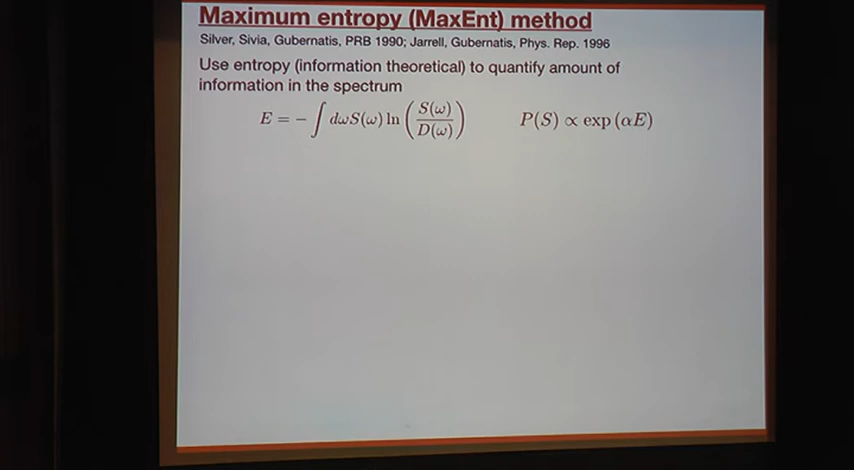 Maximum entropy (MaxEnt) method
Silver, Sivia, Gubernatis, PRB 1990; Jarrell, Gubernatis, Phys. Rep. 1996
Use entropy (information theoretical) to quantify amount of
information in the spectrum
E = − ∫ dωS(ω) ln (S(ω)/D(ω)) P(S) ∝ exp (αE)